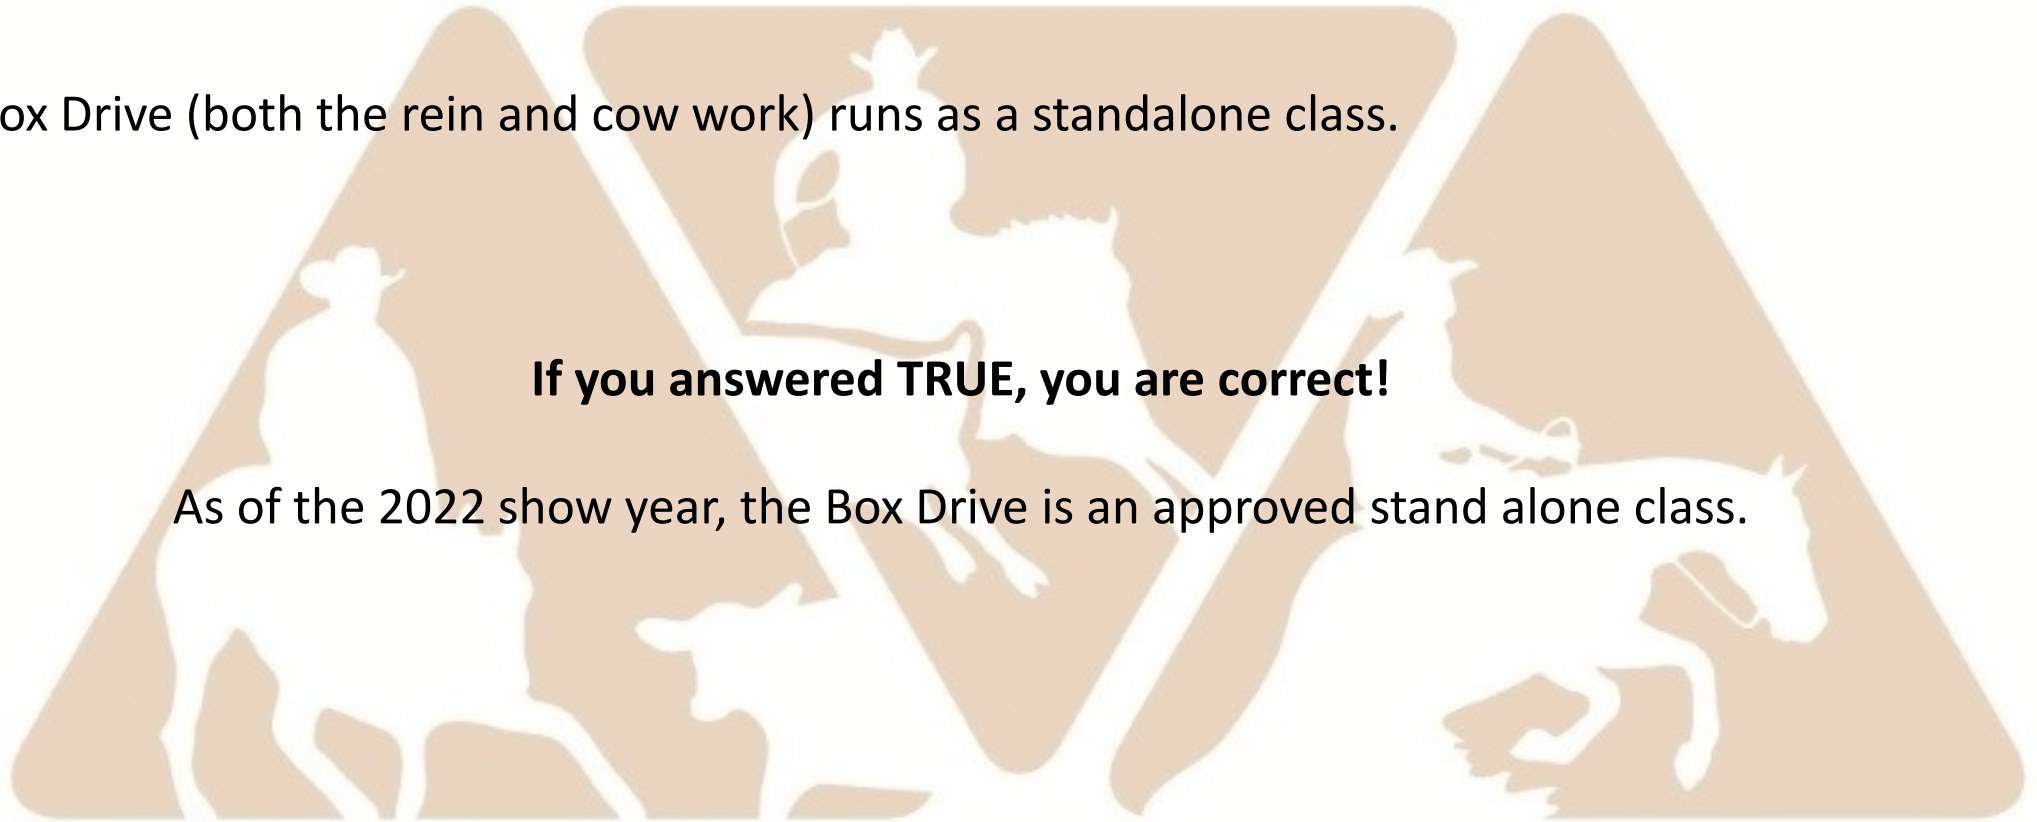 ox Drive (both the rein and cow work) runs as a standalone class.
If you answered TRUE, you are correct!
As of the 2022 show year, the Box Drive is an approved stand alone class.